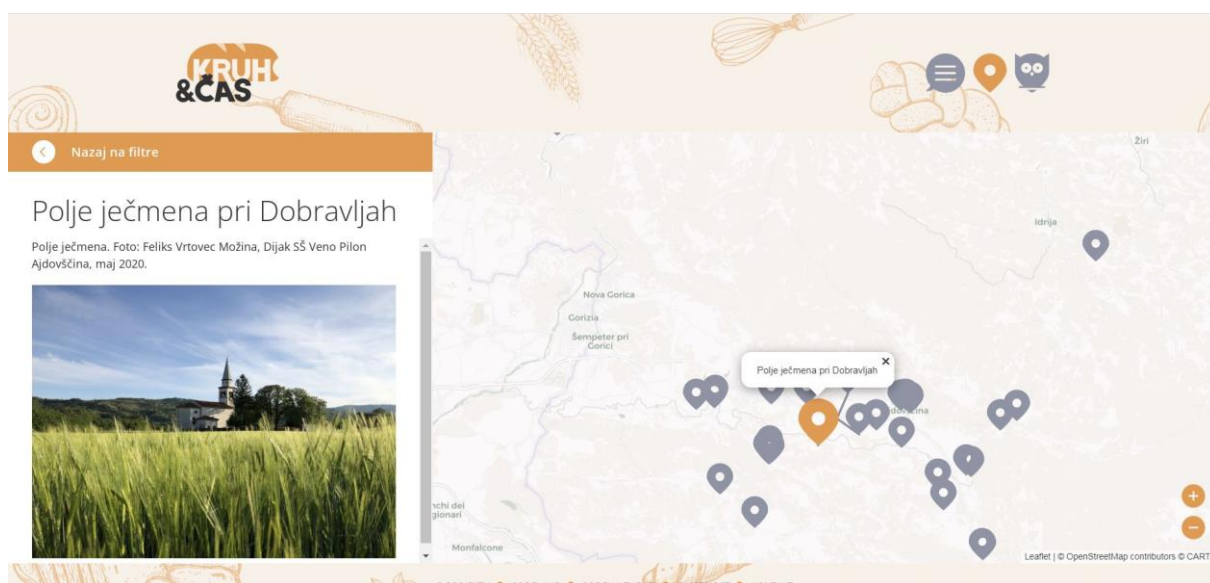 KRUH
&ČAS
Nazaj na filtre
Polje ječmena pri Dobravljah
Polje ječmena. Foto: Feliks Vrtovec Možina, Dijak SŠ Veno Pilon
Ajdovščina, maj 2020.
Žiri
Idrija
Nova Gorica
Gorizia
Šempeter pri
Gorici
Polje ječmena pri Dobravljah
Monfalcone
Leaflet | © OpenStreetMap contributors © CART